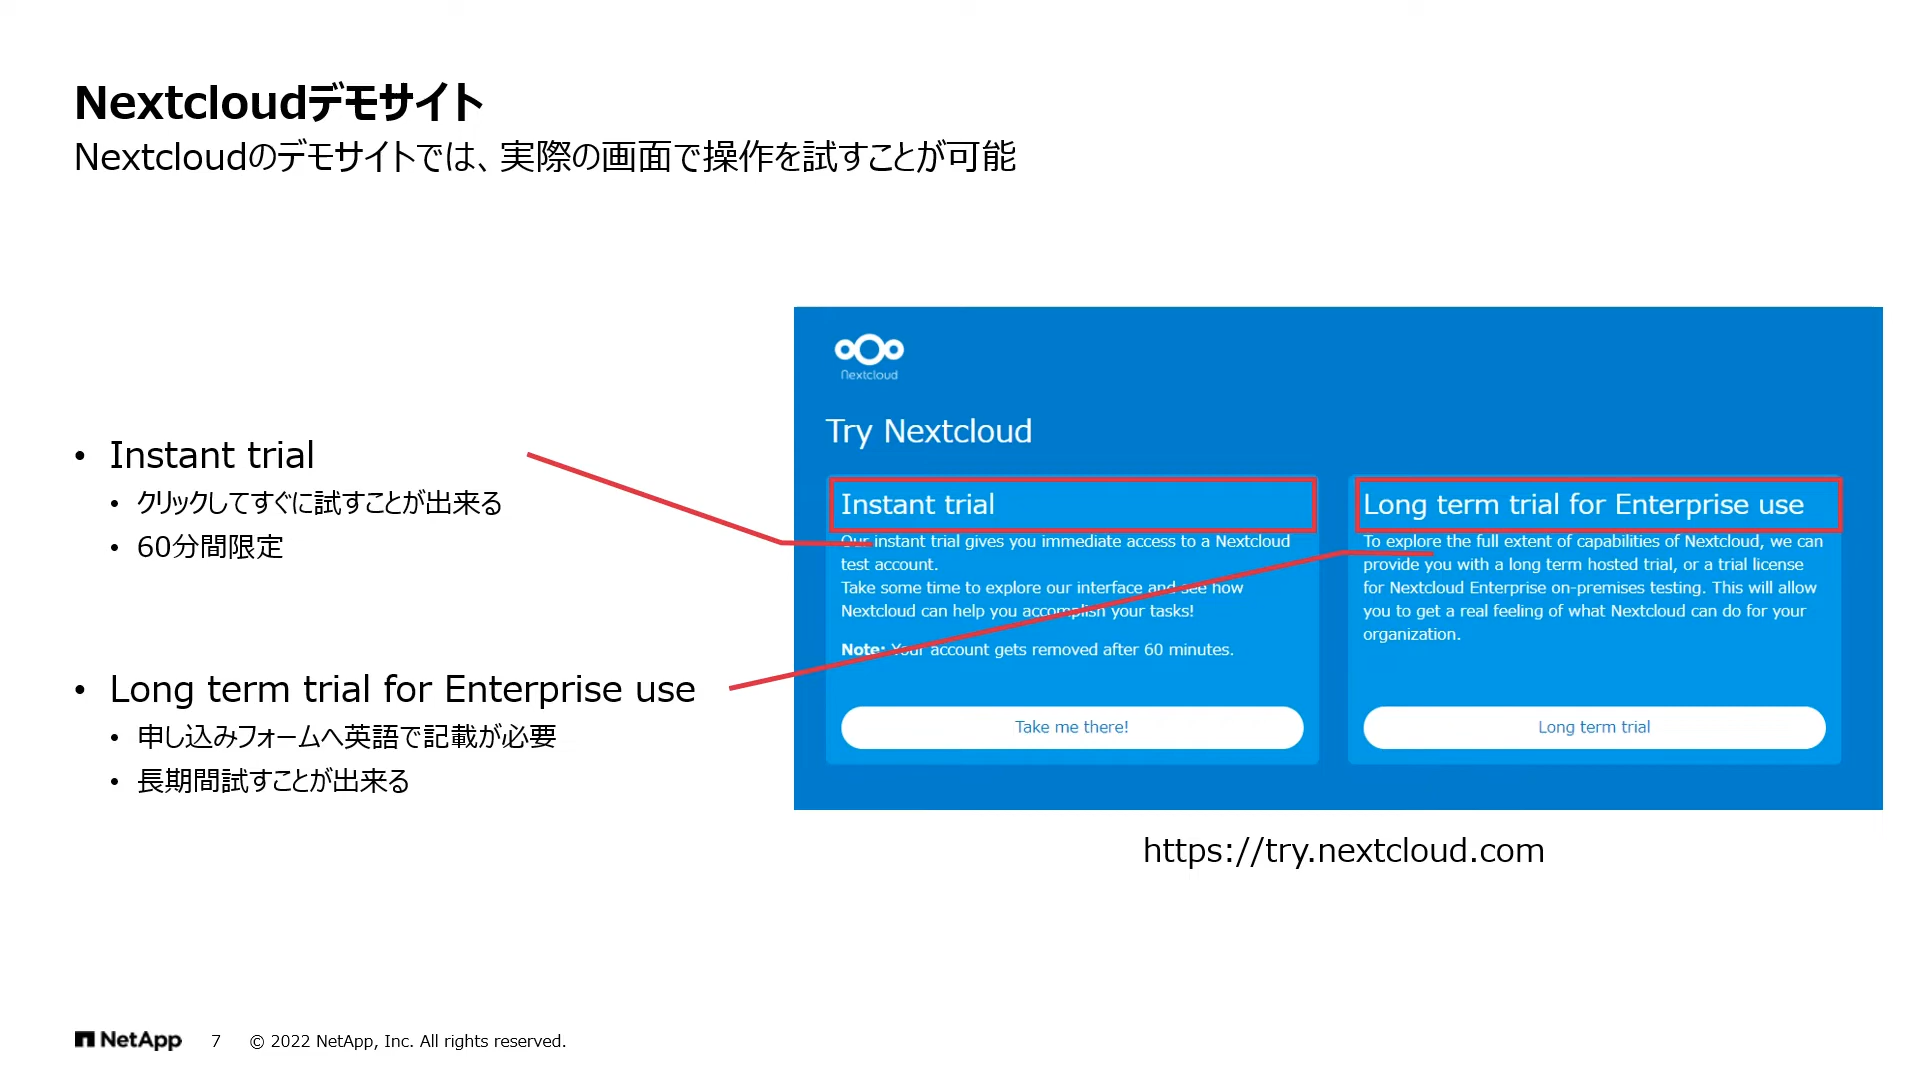 Nextcloudデモサイト
Nextcloudのデモサイトでは、実際の画面で操作を試すことが可能
• Instant trial
• クリックしてすぐに試すことが出来る
• 60分間限定
• Long term trial for Enterprise use
• 申し込みフォームへ英語で記載が必要
• 長期間試すことが出来る
Nextcloud
Try Nextcloud
Instant trial
Our instant trial gives you immediate access to a Nextcloud
test account.
Take some time to explore our interface and see how
Nextcloud can help you accomplish your tasks!
Note: Your account gets removed after 60 minutes.
Take me there!
Long term trial for Enterprise use
To explore the full extent of capabilities of Nextcloud, we can
provide you with a long term hosted trial, or a trial license
for Nextcloud Enterprise on-premises testing. This will allow
you to get a real feeling of what Nextcloud can do for your
organization.
Long term trial
https://try.nextcloud.com
NetApp 7 © 2022 NetApp, Inc. All rights reserved.